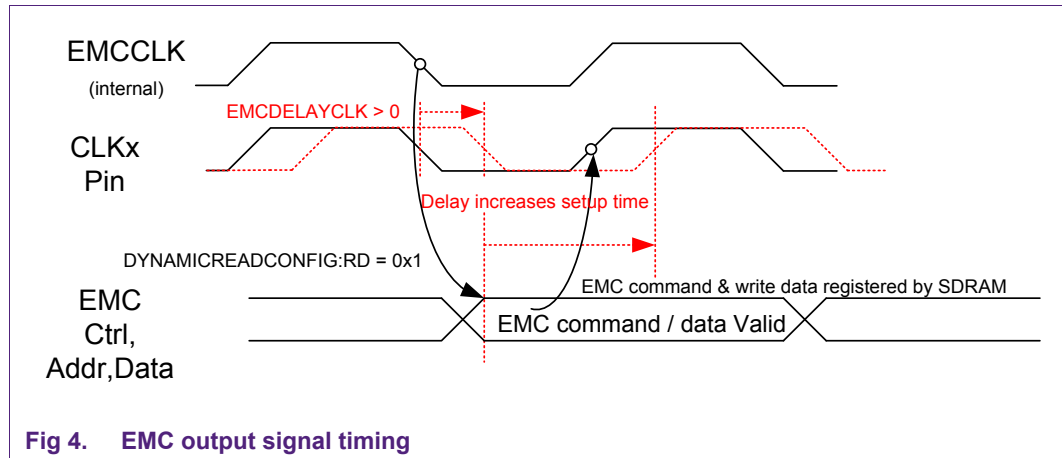 EMCCLK
(internal)
EMCDELAYCLK > 0
CLKx
Pin
Delay increases setup time
DYNAMICREADCONFIG:RD = 0x1
EMC command & write data registered by SDRAM
EMC
Ctrl,
Addr,Data
EMC command / data Valid
Fig 4. EMC output signal timing